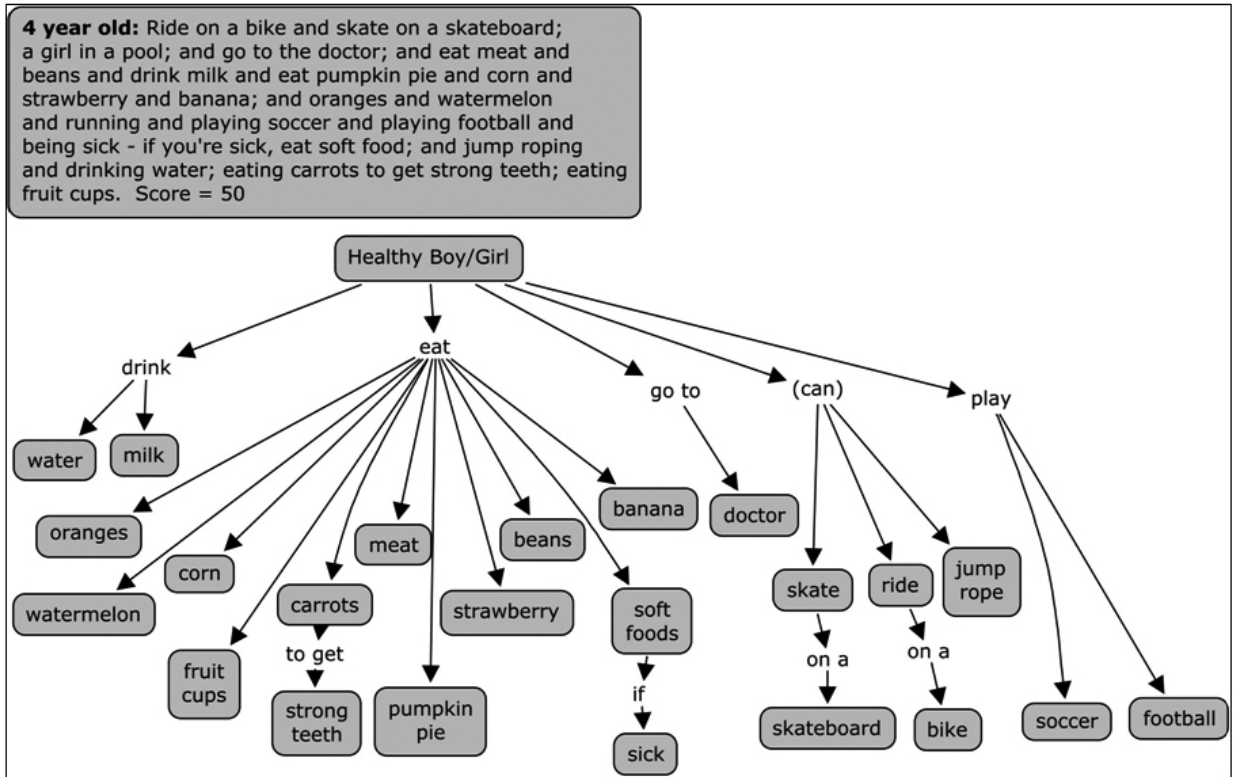 4 year old: Ride on a bike and skate on a skateboard;
a girl in a pool; and go to the doctor; and eat meat and
beans and drink milk and eat pumpkin pie and corn and
strawberry and banana; and oranges and watermelon
and running and playing soccer and playing football and
being sick - if you're sick, eat soft food; and jump roping
and drinking water; eating carrots to get strong teeth; eating
fruit cups. Score = 50
Healthy Boy/Girl
drink
eat
go to
(can)
play
water
milk
oranges
corn
watermelon
fruit
cups
carrots
to get
strong
teeth
meat
pumpkin
pie
strawberry
beans
soft
foods
if
sick
banana
doctor
skate
on a
skateboard
ride
on a
bike
jump
rope
soccer
football